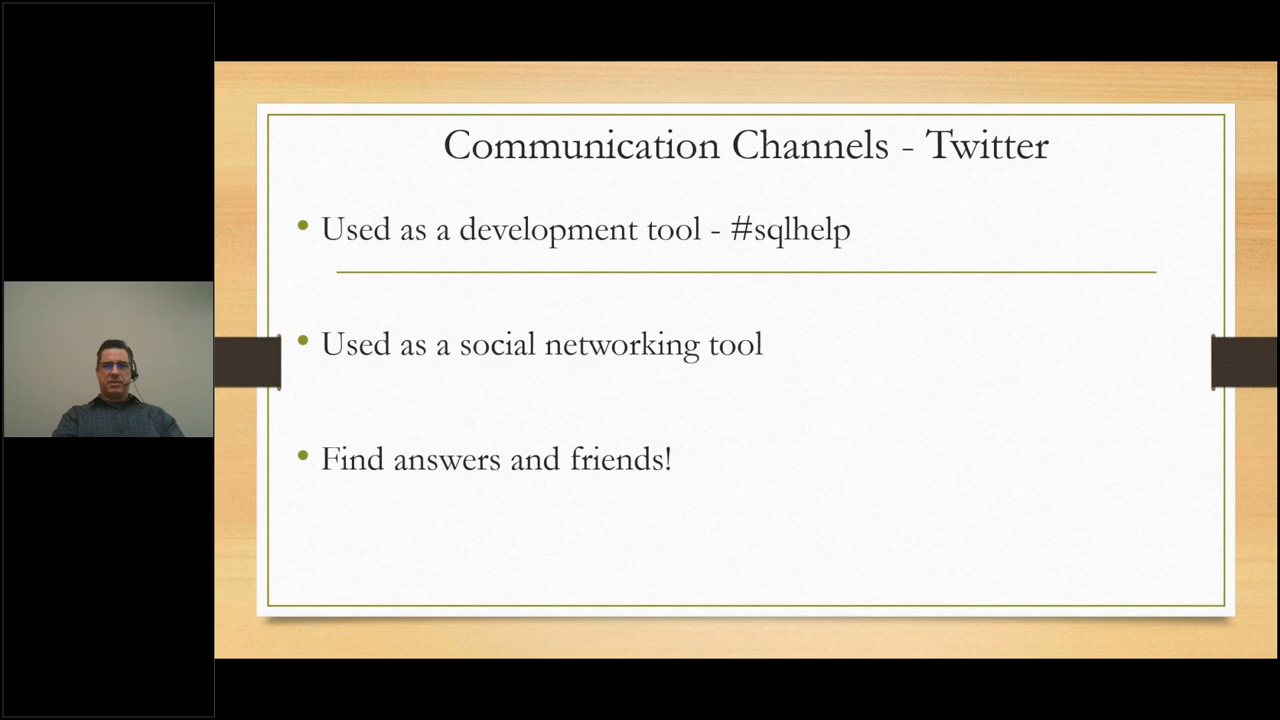 Communication Channels - Twitter
• Used as a development tool - #sqlhelp
• Used as a social networking tool
• Find answers and friends!